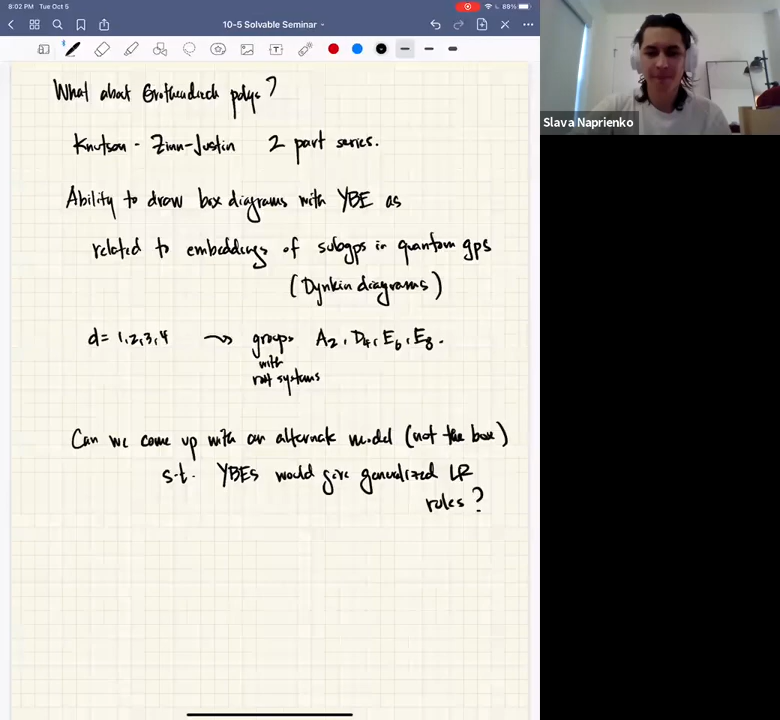 8:02 PM Tue Oct 5
89%
10-5 Solvable Seminar
What about Grothendieck polys?
Knutson - Zinn-Justin 2 part series.
Ability to draw box diagrams with YBE as
related to embeddings of subgps in quantum gps
(Dynkin diagrams)
d = 1,2,3,4 → groups A2, D4, E6, E8.
with
root systems
Can we come up with an alternate model (not the box)
s.t. YBEs would give generalized LR
rules?
Slava Naprienko